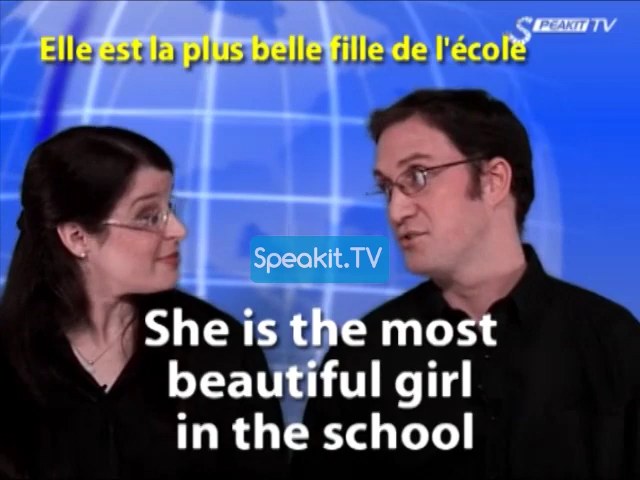 SPEAKIT TV
Elle est la plus belle fille de l'école
Speakit.TV
She is the most
beautiful girl
in the school